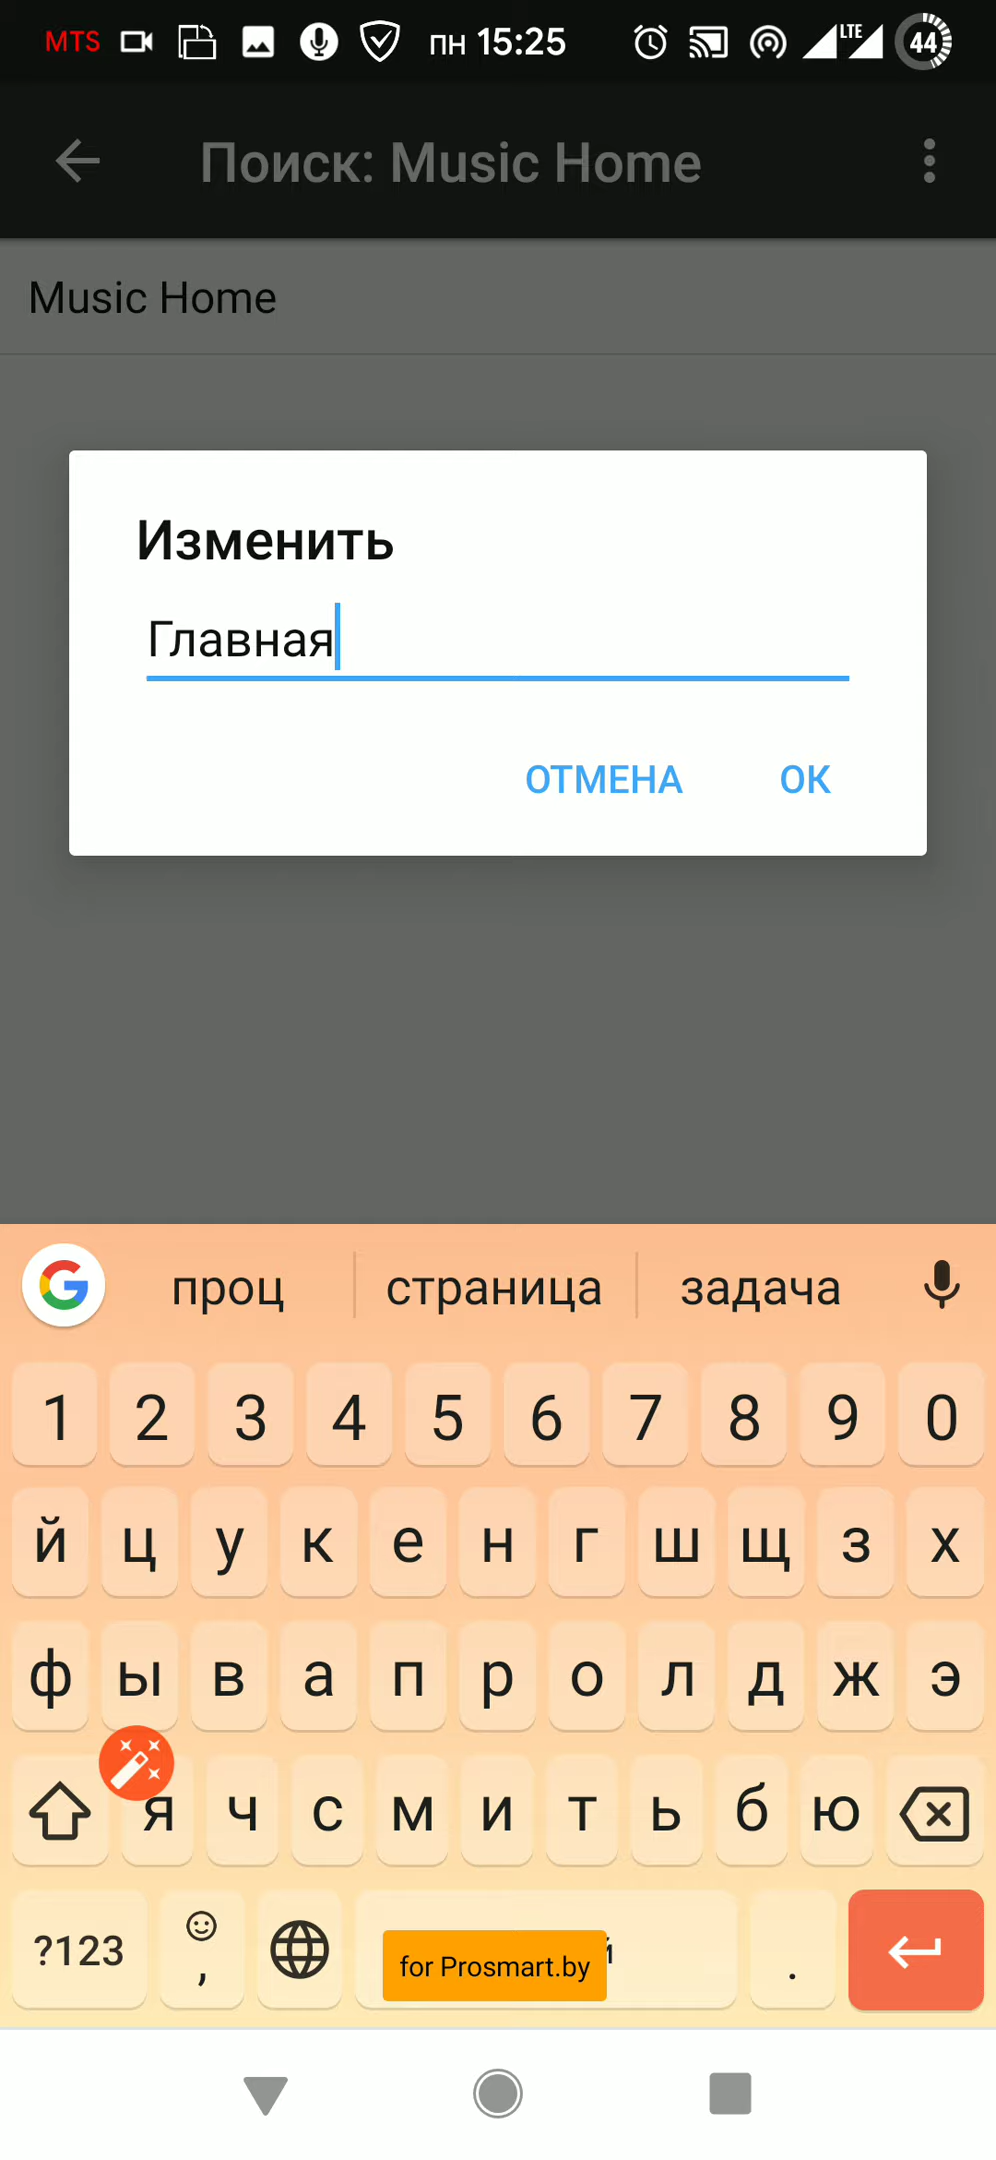 MTS пн 15:25 LTE 44
Поиск: Music Home
Music Home
Изменить
Главная
ОТМЕНА ОК
проц страница задача
1 2 3 4 5 6 7 8 9 0
й ц у к е н г ш щ з х
ф ы в а п р о л д ж э
я ч с м и т ь б ю
?123 , й .
for Prosmart.by